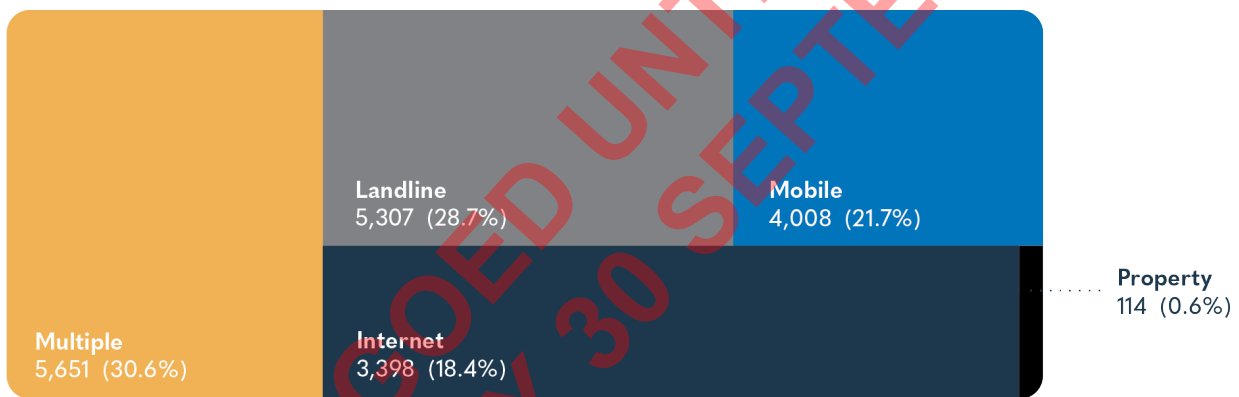 Landline
5,307 (28.7%)
Mobile
4,008 (21.7%)
Property
114 (0.6%)
Multiple
5,651 (30.6%)
Internet
3,398 (18.4%)
30